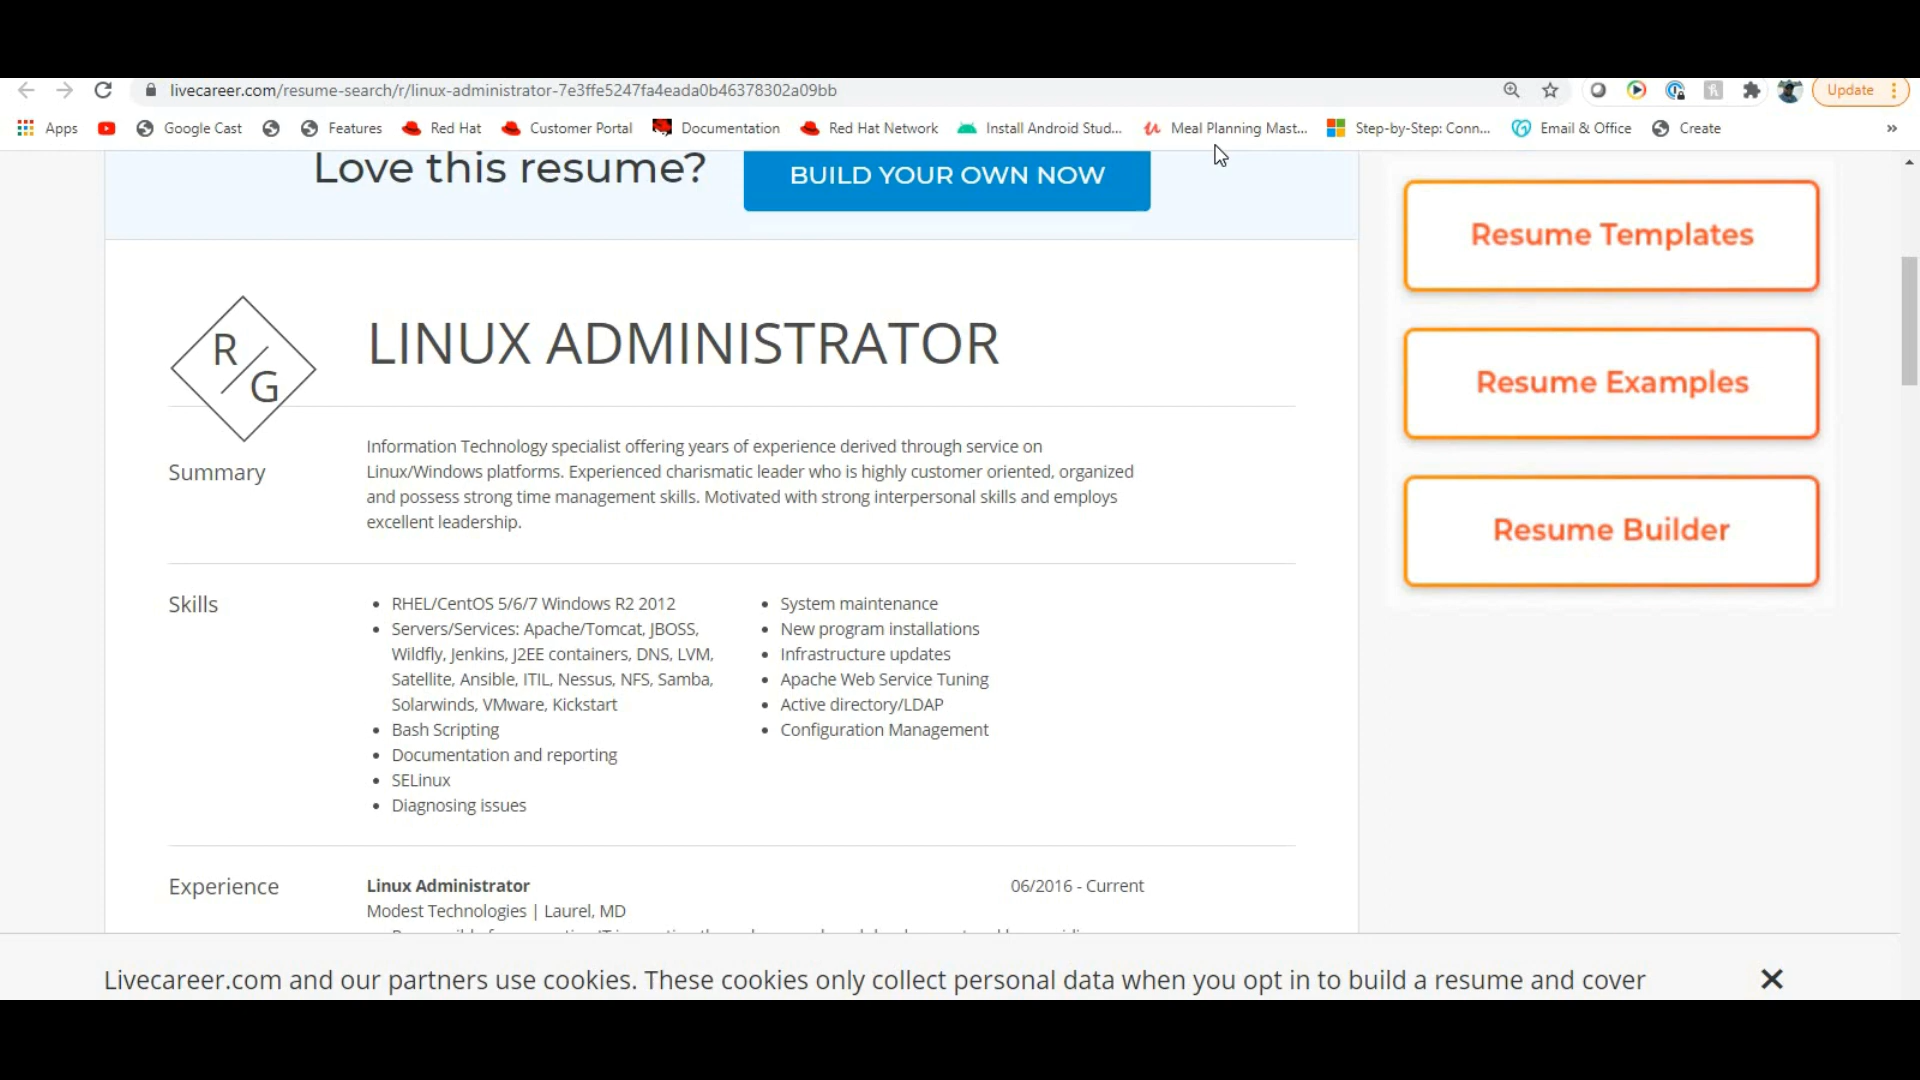 livecareer.com/resume-search/r/linux-administrator-7e3ffe5247fa4eada0b46378302a09bb
Update
Apps Google Cast Features Red Hat Customer Portal Documentation Red Hat Network Install Android Stud... Meal Planning Mast... Step-by-Step: Conn... Email & Office Create »
Love this resume?
BUILD YOUR OWN NOW
Resume Templates
Resume Examples
Resume Builder
R
G
LINUX ADMINISTRATOR
Summary
Information Technology specialist offering years of experience derived through service on
Linux/Windows platforms. Experienced charismatic leader who is highly customer oriented, organized
and possess strong time management skills. Motivated with strong interpersonal skills and employs
excellent leadership.
Skills
• RHEL/CentOS 5/6/7 Windows R2 2012
• Servers/Services: Apache/Tomcat, JBOSS,
Wildfly, Jenkins, J2EE containers, DNS, LVM,
Satellite, Ansible, ITIL, Nessus, NFS, Samba,
Solarwinds, VMware, Kickstart
• Bash Scripting
• Documentation and reporting
• SELinux
• Diagnosing issues
• System maintenance
• New program installations
• Infrastructure updates
• Apache Web Service Tuning
• Active directory/LDAP
• Configuration Management
Experience
Linux Administrator 06/2016 - Current
Modest Technologies | Laurel, MD
Livecareer.com and our partners use cookies. These cookies only collect personal data when you opt in to build a resume and cover